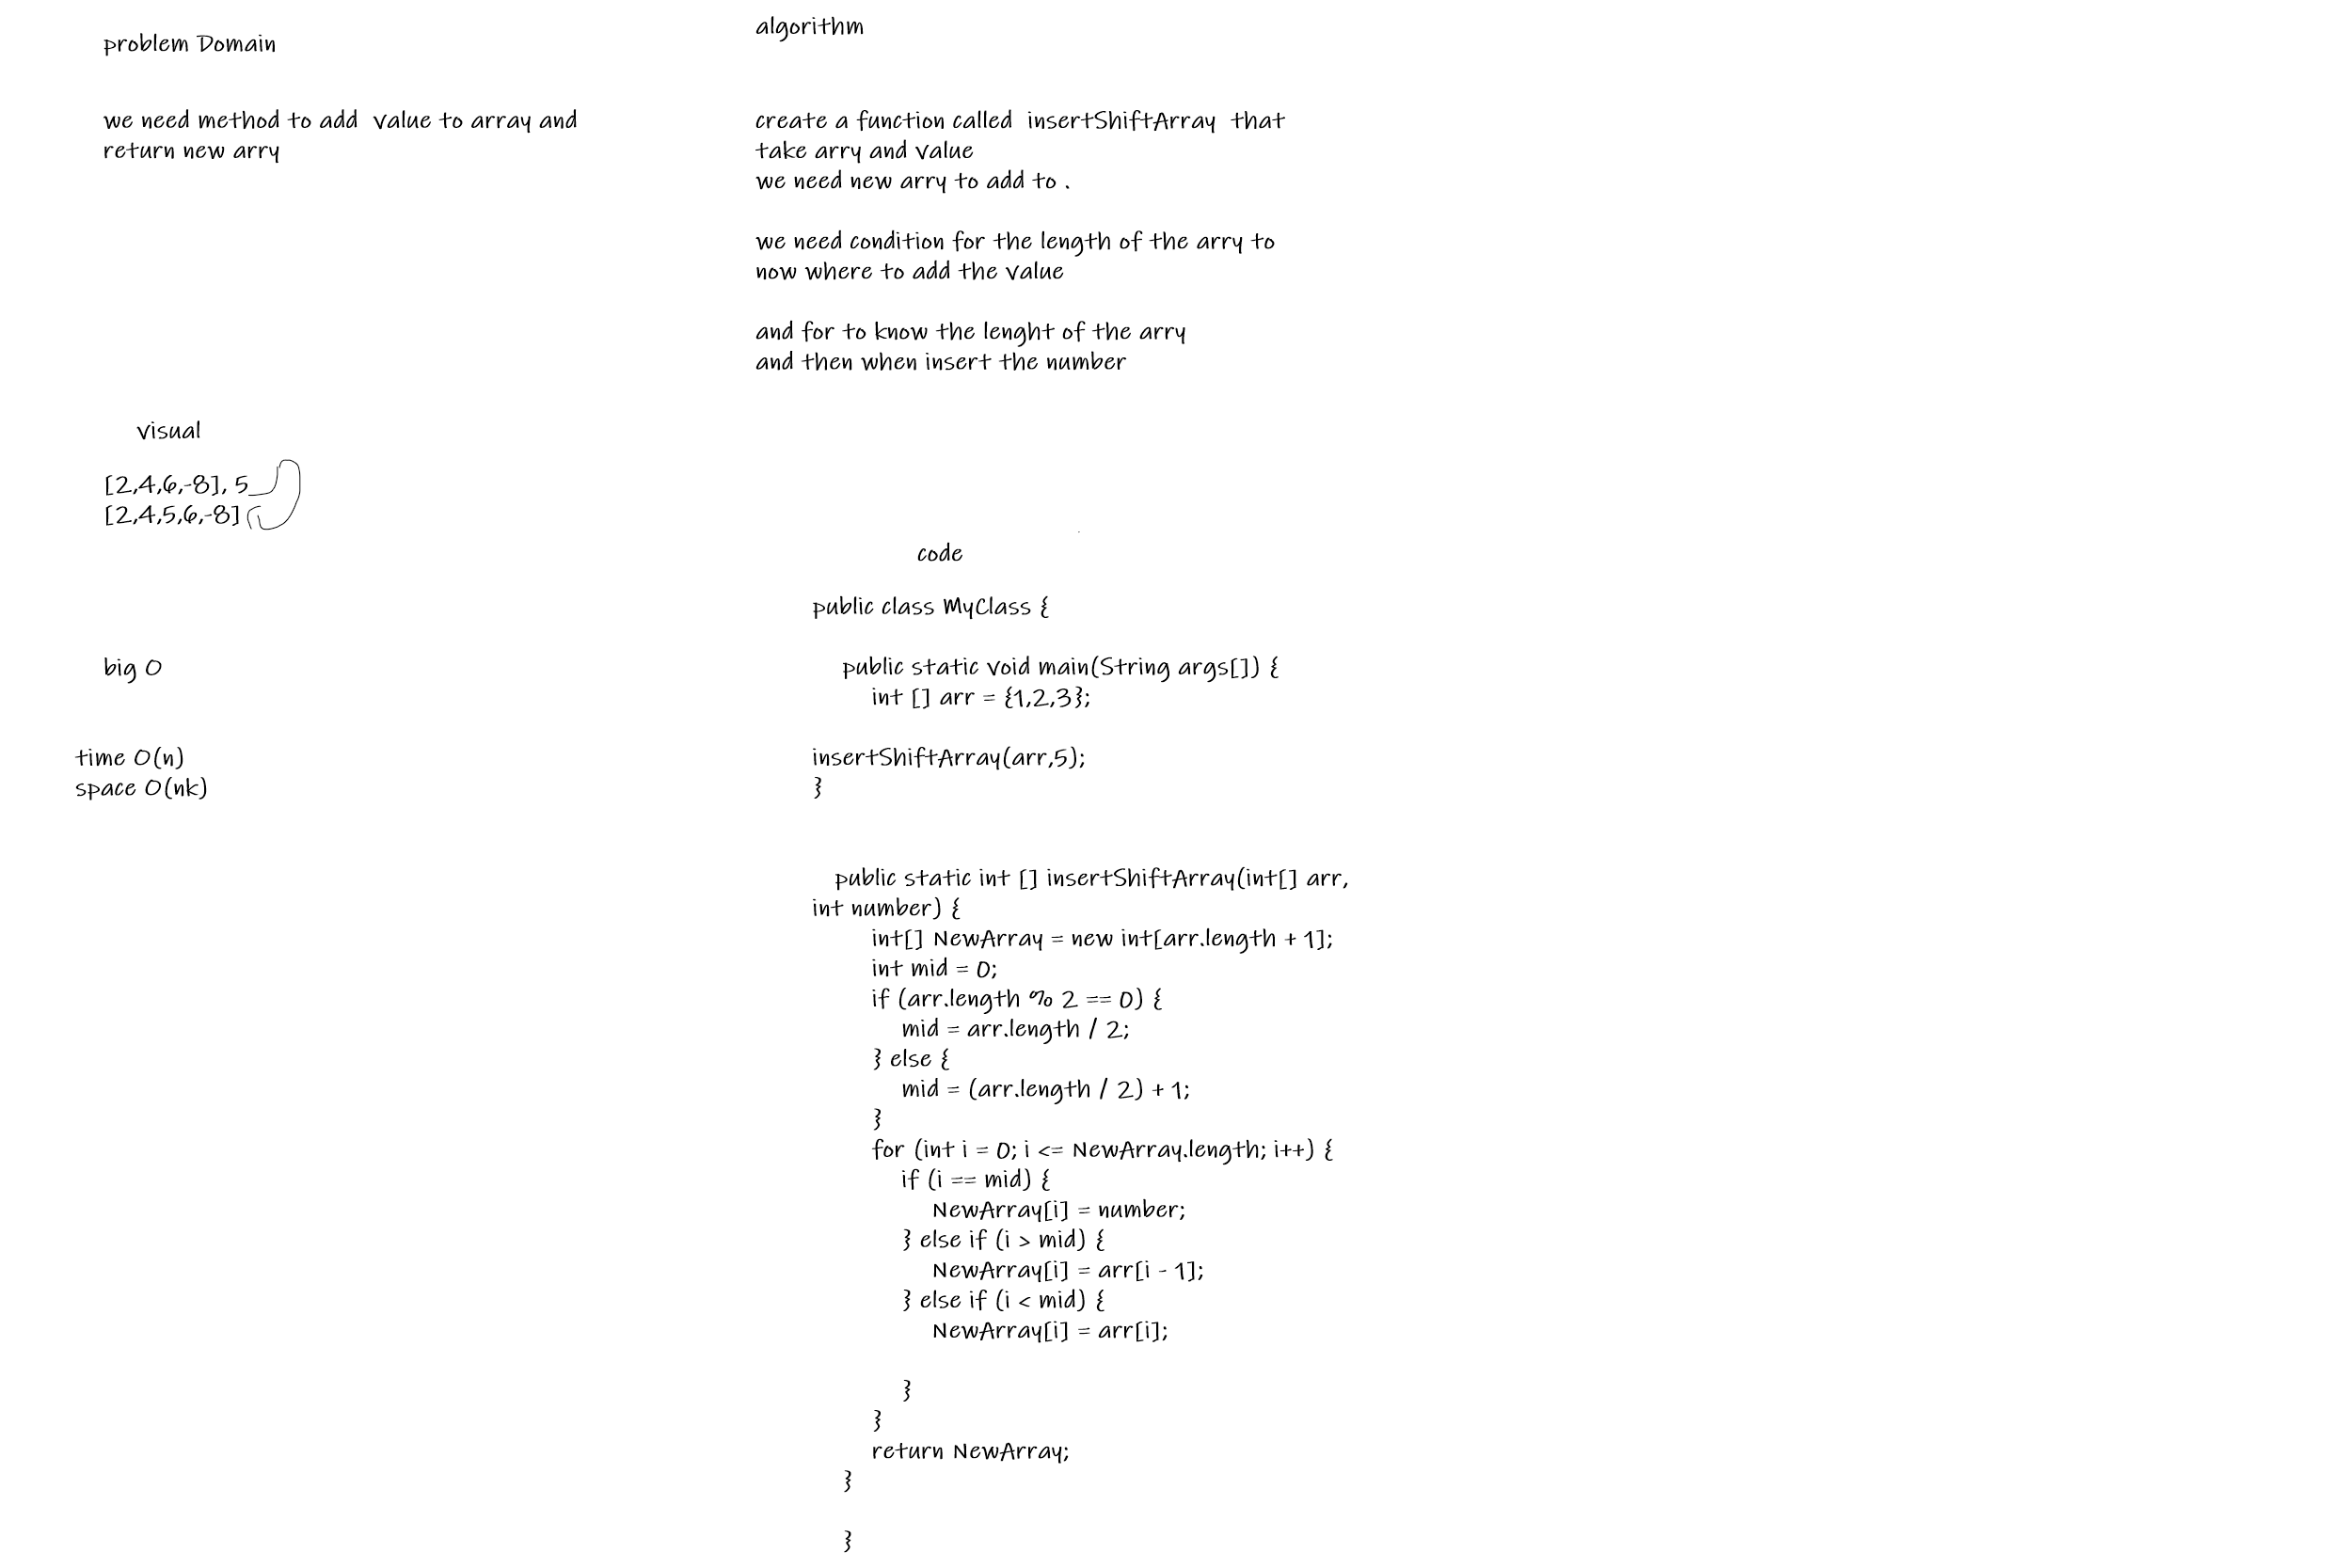 problem Domain
we need method to add value to array and
return new arry
visual
[2,4,6,-8], 5
[2,4,5,6,-8]
big O
time O(n)
space O(nk)
algorithm
create a function called insertShiftArray that
take arry and value
we need new arry to add to .
we need condition for the length of the arry to
now where to add the value
and for to know the lenght of the arry
and then when insert the number
code
public class MyClass {
public static void main(String args[]) {
int [] arr = {1,2,3};
insertShiftArray(arr,5);
}
public static int [] insertShiftArray(int[] arr,
int number) {
int[] NewArray = new int[arr.length + 1];
int mid = 0;
if (arr.length % 2 == 0) {
mid = arr.length / 2;
} else {
mid = (arr.length / 2) + 1;
}
for (int i = 0; i <= NewArray.length; i++) {
if (i == mid) {
NewArray[i] = number;
} else if (i > mid) {
NewArray[i] = arr[i - 1];
} else if (i < mid) {
NewArray[i] = arr[i];
}
}
return NewArray;
}
}